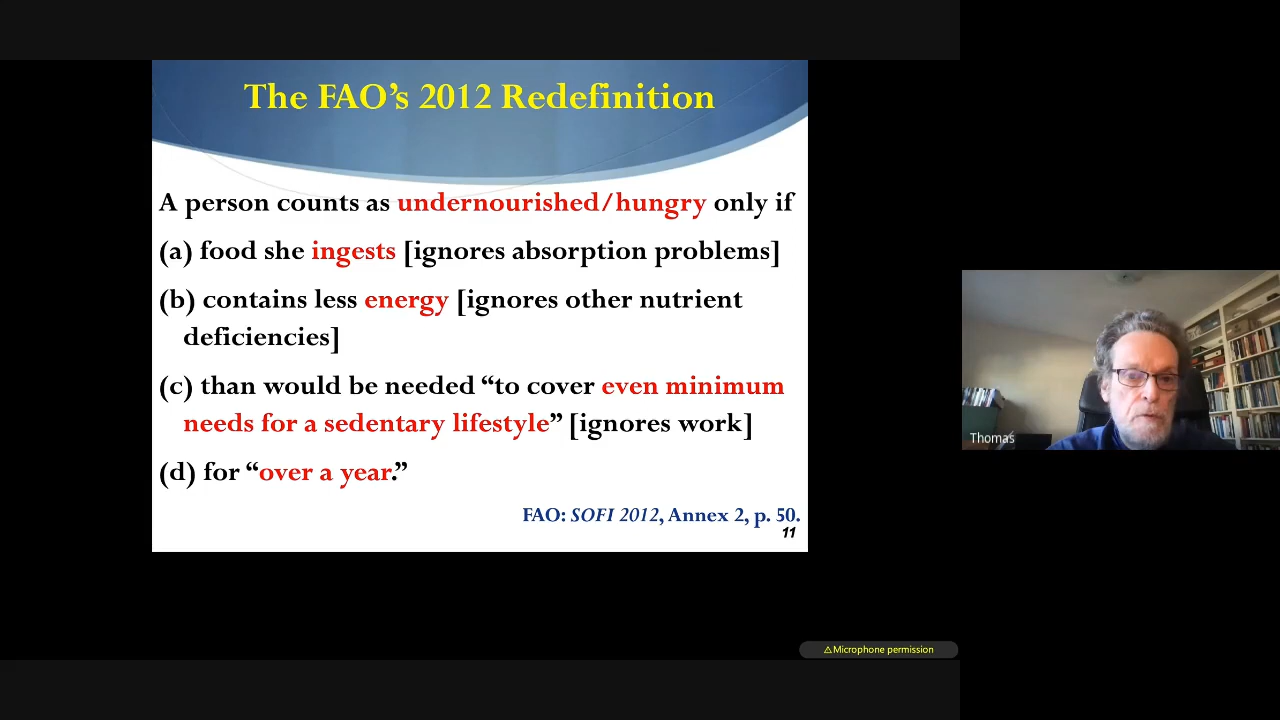 The FAO’s 2012 Redefinition
A person counts as undernourished/hungry only if
(a) food she ingests [ignores absorption problems]
(b) contains less energy [ignores other nutrient
deficiencies]
(c) than would be needed “to cover even minimum
needs for a sedentary lifestyle” [ignores work]
(d) for “over a year.”
FAO: SOFI 2012, Annex 2, p. 50.
11
Thomas
⚠Microphone permission